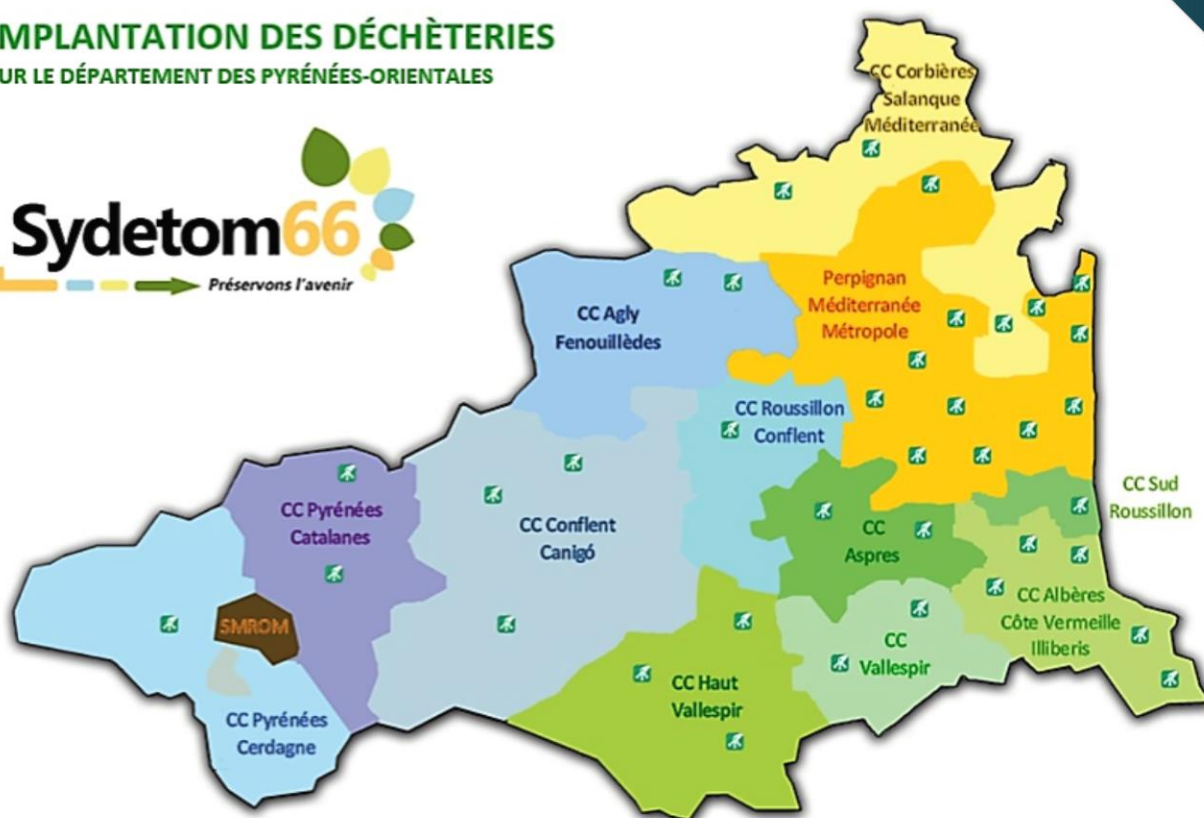 MPLANTATION DES DÉCHÈTERIES
UR LE DÉPARTEMENT DES PYRÉNÉES-ORIENTALES
Sydetom66
Préservons l'avenir
CC Corbières
Salanque
Méditerranée
Perpignan
Méditerranée
Métropole
CC Agly
Fenouillèdes
CC Roussillon
Conflent
CC Sud
Roussillon
CC Pyrénées
Catalanes
CC Conflent
Canigó
CC
Aspres
CC Albères
Côte Vermeille
Illiberis
SMROM
CC
Vallespir
CC Haut
Vallespir
CC Pyrénées
Cerdagne